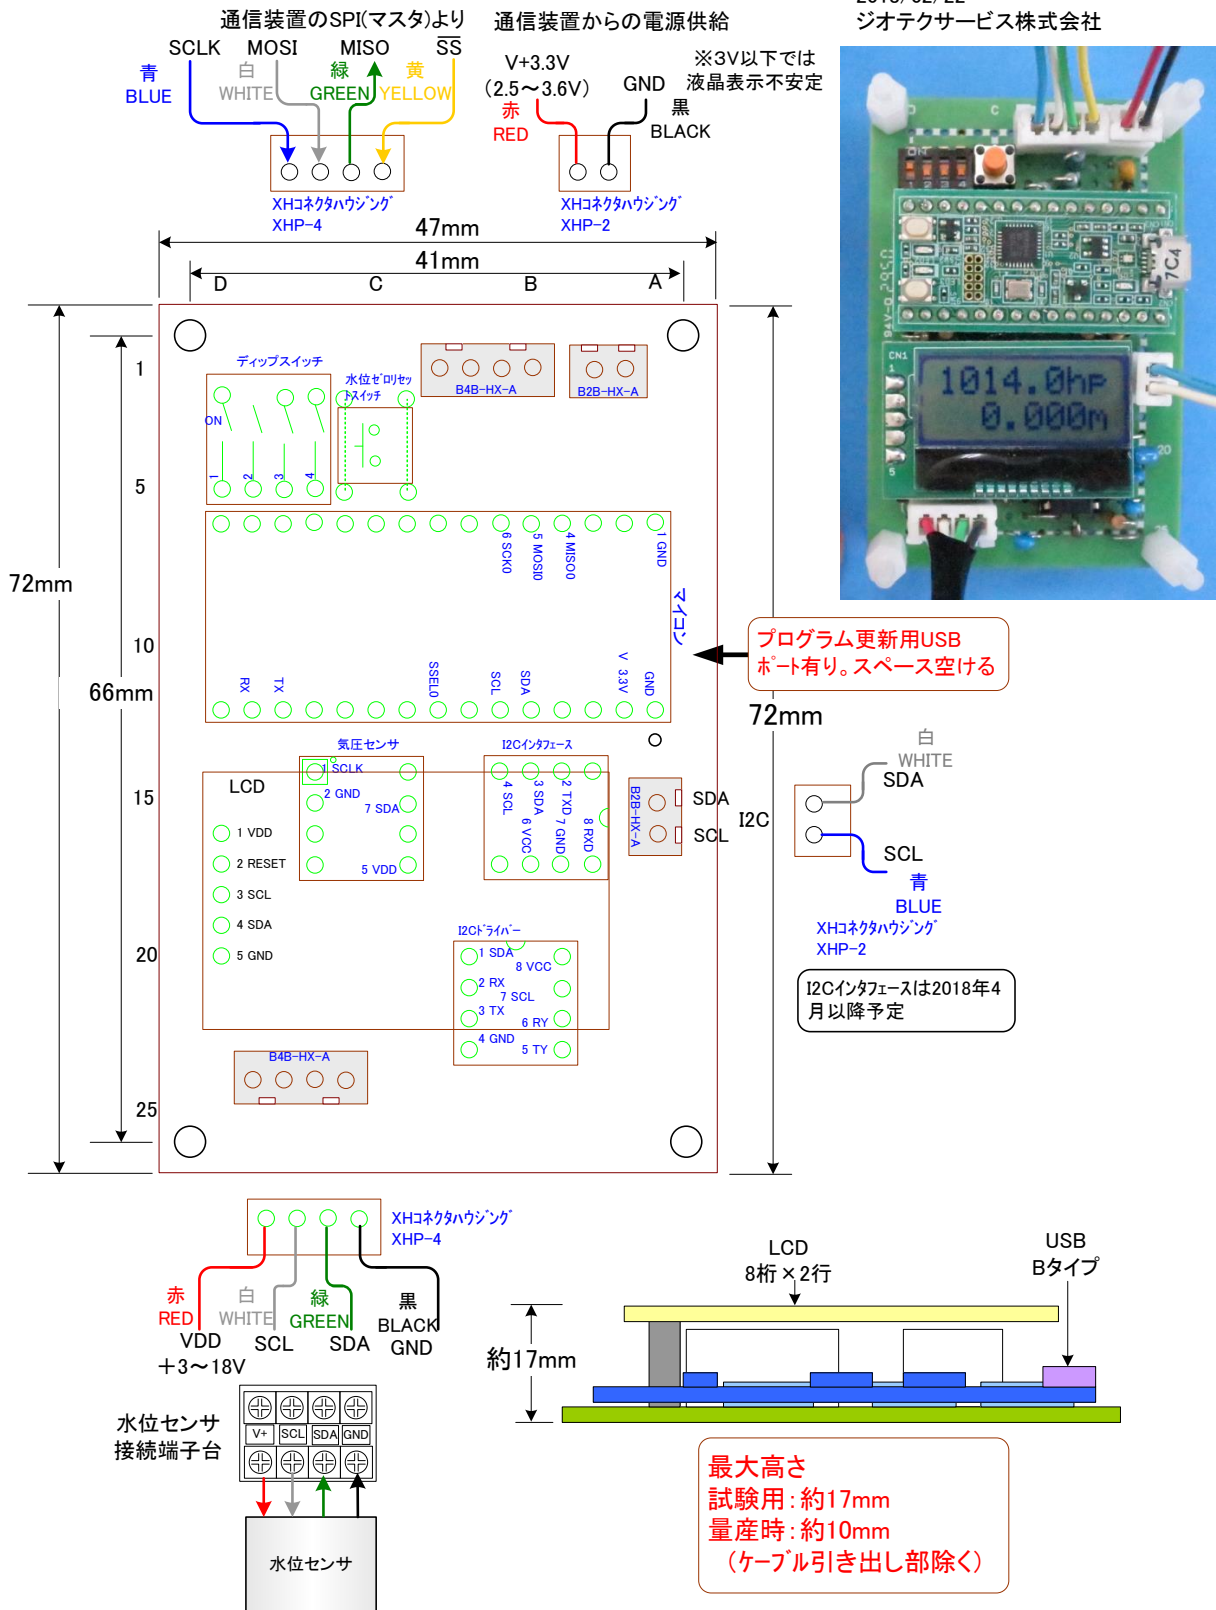 通信装置のSPI(マスタ)より
通信装置からの電源供給
ジオテクサービス株式会社
SCLK
MOSI
MISO
SS
青
BLUE
白
WHITE
緑
GREEN
黄
YELLOW
V+3.3V
(2.5～3.6V)
赤
RED
GND
黒
BLACK
※3V以下では
液晶表示不安定
XHコネクタハウジング
XHP-4
XHコネクタハウジング
XHP-2
47mm
41mm
D
C
B
A
1
5
10
15
20
25
72mm
66mm
72mm
ディップスイッチ
ON
1
2
3
4
水位ゼロリセッ
トスイッチ
B4B-HX-A
B2B-HX-A
6 SCK0
5 MOSI0
4 MISO0
1 GND
マイコン
RX
TX
SSEL0
SCL
SDA
V 3.3V
GND
プログラム更新用USB
ポート有り。スペース空ける
気圧センサ
1 SCLK
2 GND
7 SDA
5 VDD
I2Cインタフェース
4 SCL
3 SDA
2 TXD
6 VCC
7 GND
8 RXD
B2B-HX-A
SDA
SCL
I2C
白
WHITE
SDA
SCL
青
BLUE
XHコネクタハウジング
XHP-2
I2Cインタフェースは2018年4
月以降予定
LCD
1 VDD
2 RESET
3 SCL
4 SDA
5 GND
I2Cドライバー
1 SDA
8 VCC
2 RX
7 SCL
3 TX
6 RY
4 GND
5 TY
B4B-HX-A
XHコネクタハウジング
XHP-4
赤
RED
白
WHITE
緑
GREEN
黒
BLACK
VDD
+3～18V
SCL
SDA
GND
水位センサ
接続端子台
V+
SCL
SDA
GND
水位センサ
LCD
8桁×2行
USB
Bタイプ
約17mm
最大高さ
試験用：約17mm
量産時：約10mm
（ケーブル引き出し部除く）
C
7C4
94V-0
CN1
1
5
20
1014.0hp
0.000m